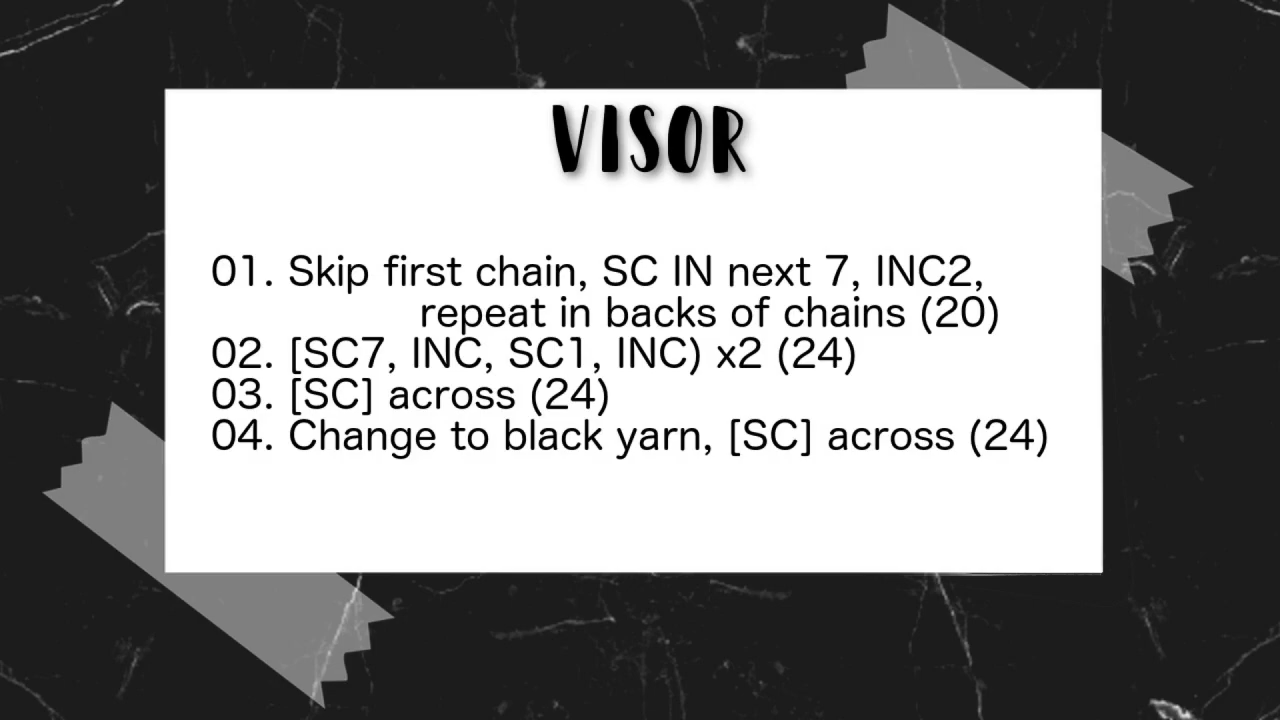 VISOR
01. Skip first chain, SC IN next 7, INC2,
repeat in backs of chains (20)
02. [SC7, INC, SC1, INC) x2 (24)
03. [SC] across (24)
04. Change to black yarn, [SC] across (24)